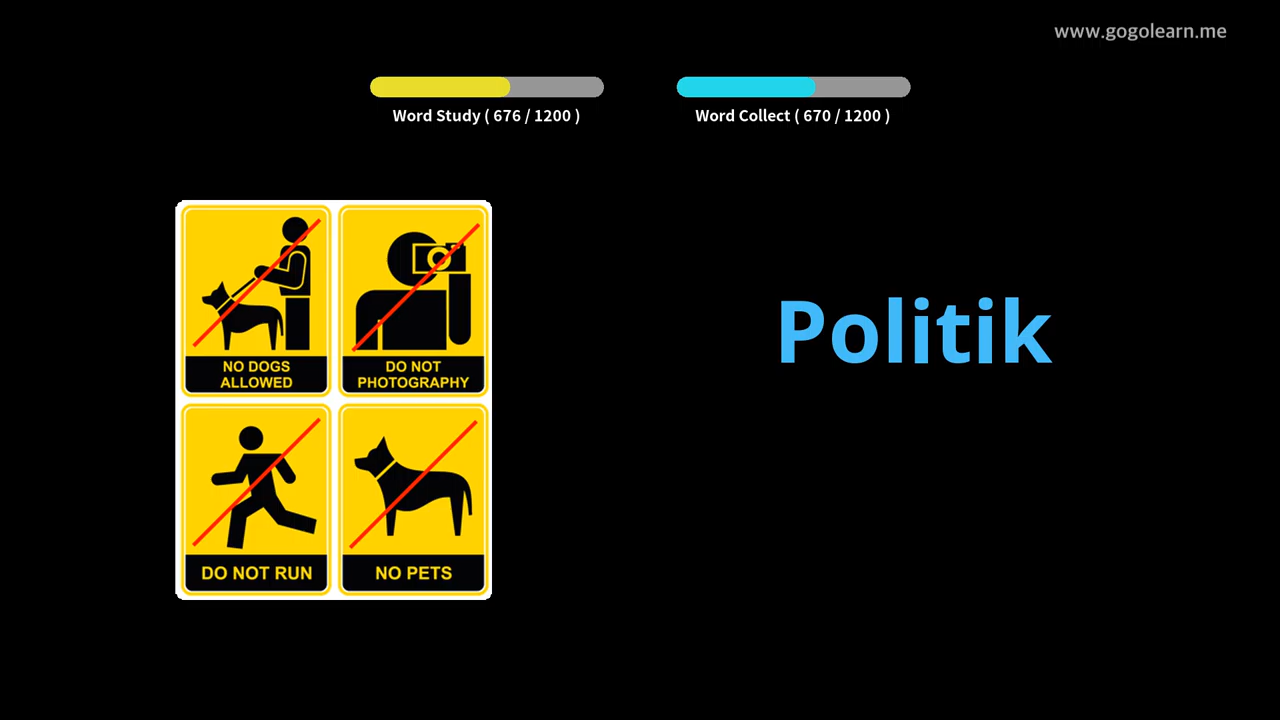 www.gogolearn.me
Word Study ( 676 / 1200 )
Word Collect ( 670 / 1200 )
NO DOGS
ALLOWED
DO NOT
PHOTOGRAPHY
DO NOT RUN
NO PETS
Politik